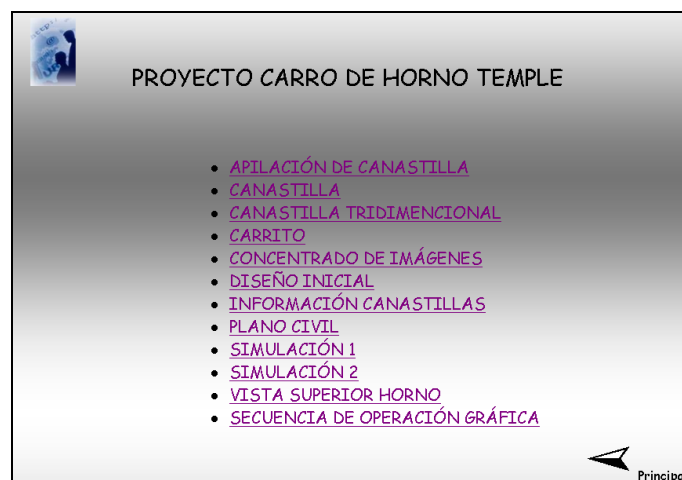 PROYECTO CARRO DE HORNO TEMPLE
• APILACIÓN DE CANASTILLA
• CANASTILLA
• CANASTILLA TRIDIMENCIONAL
• CARRITO
• CONCENTRADO DE IMÁGENES
• DISEÑO INICIAL
• INFORMACIÓN CANASTILLAS
• PLANO CIVIL
• SIMULACIÓN 1
• SIMULACIÓN 2
• VISTA SUPERIOR HORNO
• SECUENCIA DE OPERACIÓN GRÁFICA